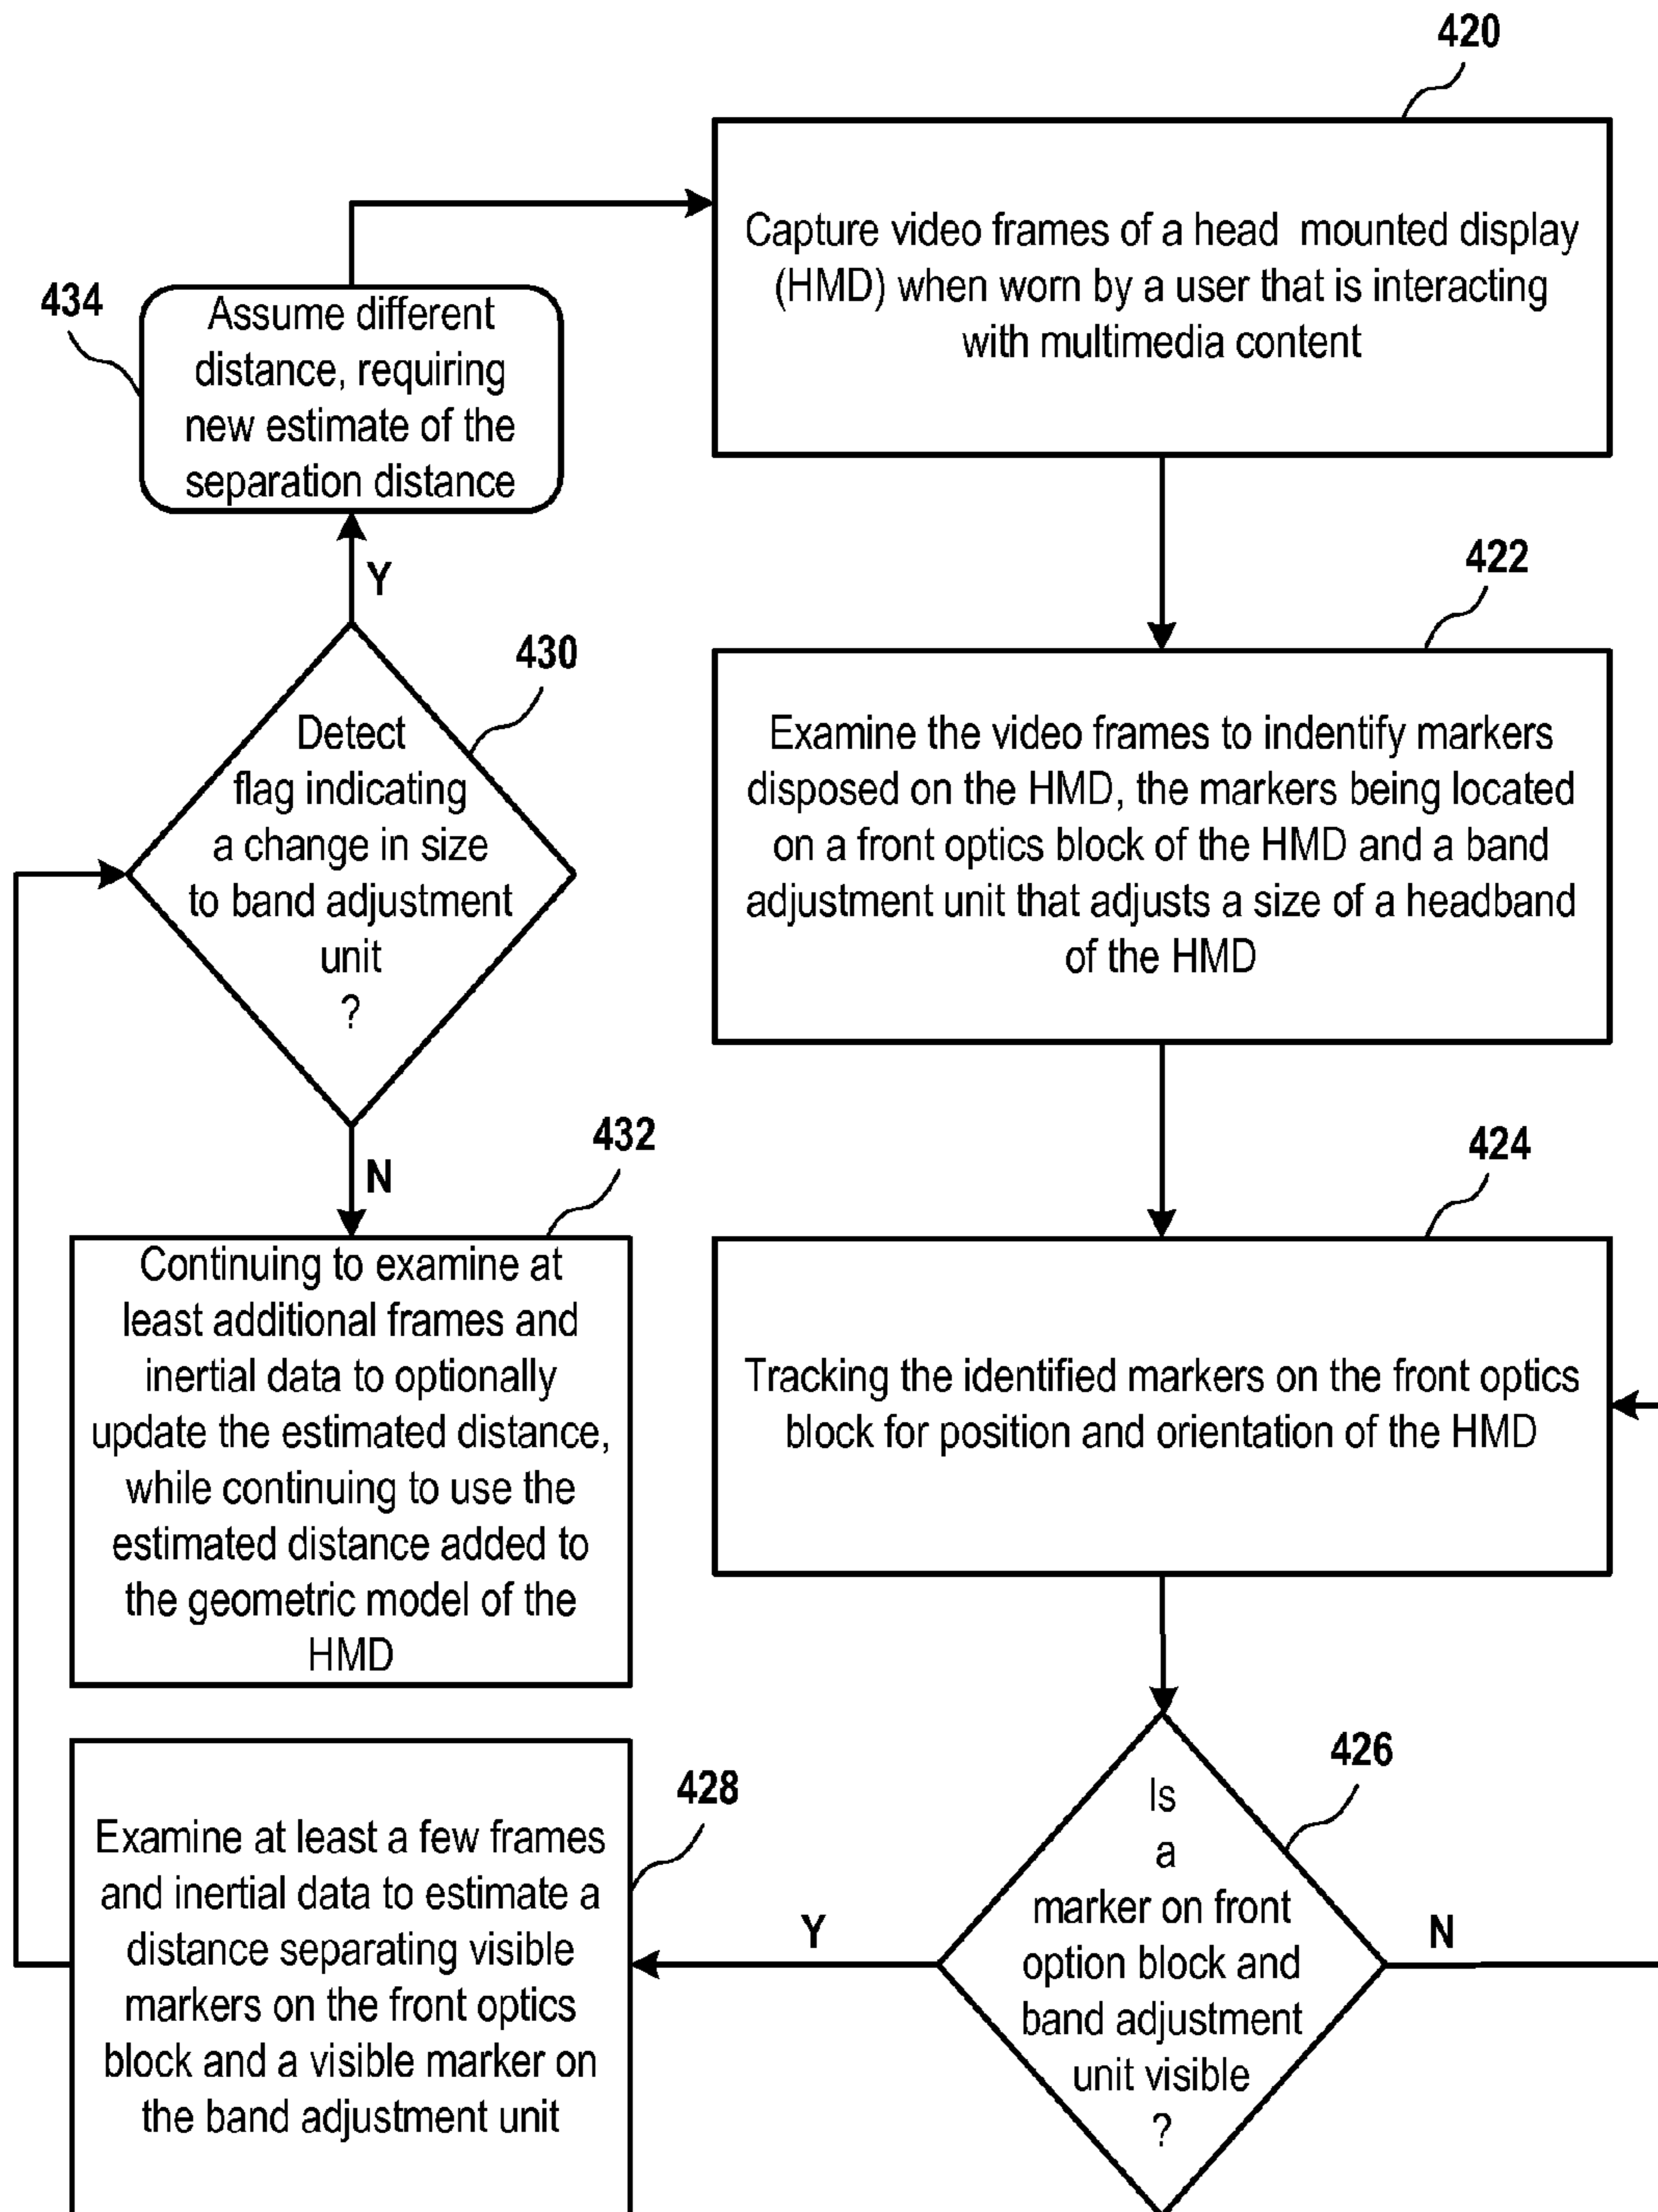 420
Capture video frames of a head mounted display
(HMD) when worn by a user that is interacting
with multimedia content
422
Examine the video frames to indentify markers
disposed on the HMD, the markers being located
on a front optics block of the HMD and a band
adjustment unit that adjusts a size of a headband
of the HMD
424
Tracking the identified markers on the front optics
block for position and orientation of the HMD
426
Is
a
marker on front
option block and
band adjustment
unit visible
?
N
Y
428
Examine at least a few frames
and inertial data to estimate a
distance separating visible
markers on the front optics
block and a visible marker on
the band adjustment unit
430
Detect
flag indicating
a change in size
to band adjustment
unit
?
N
432
Continuing to examine at
least additional frames and
inertial data to optionally
update the estimated distance,
while continuing to use the
estimated distance added to
the geometric model of the
HMD
Y
434
Assume different
distance, requiring
new estimate of the
separation distance